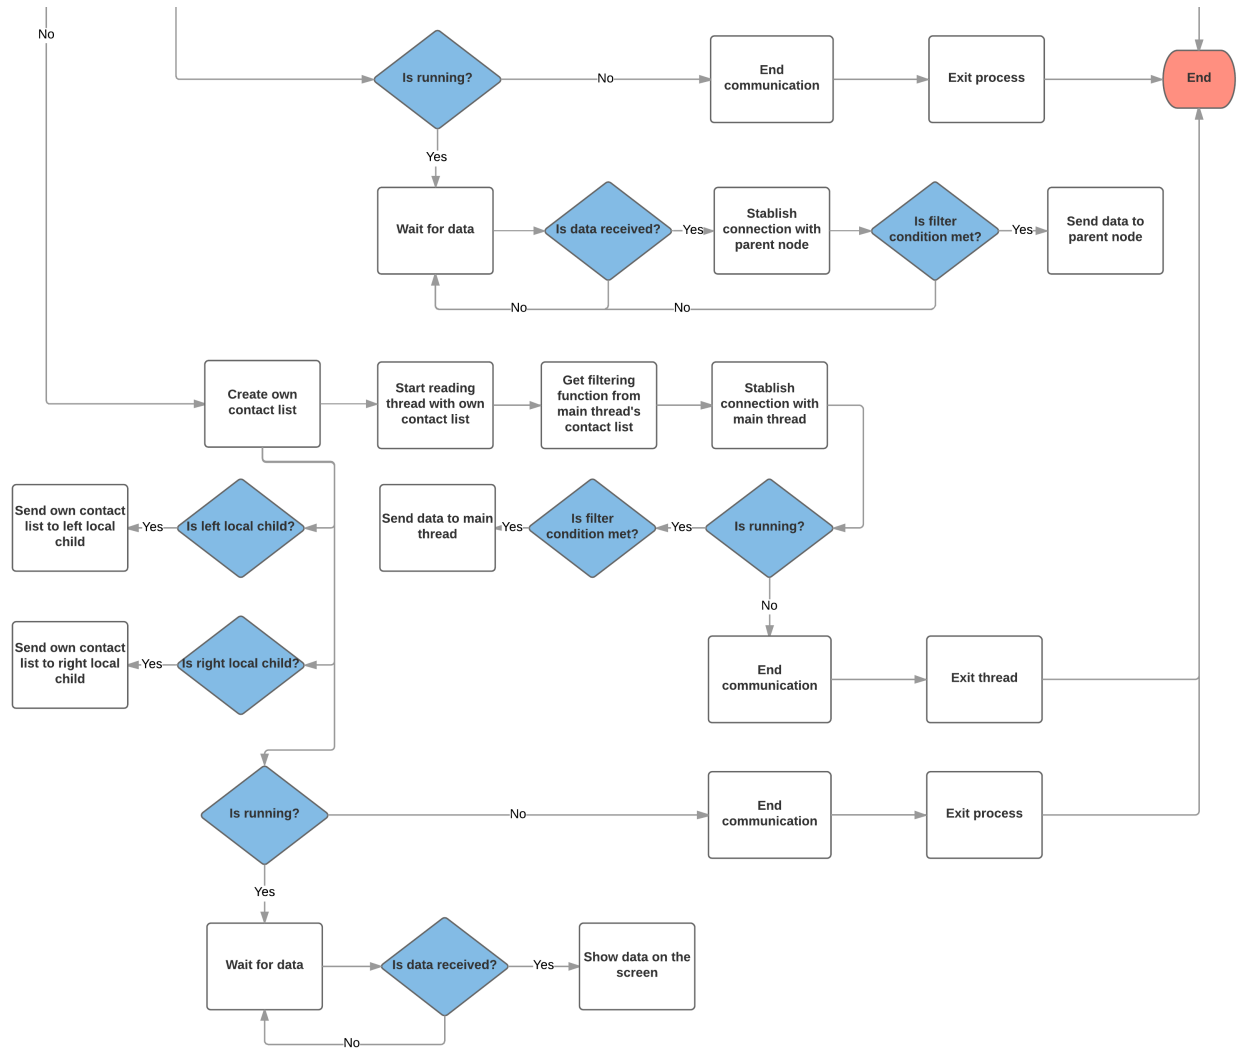 No
Is running?
No
End
communication
Exit process
End
Yes
Wait for data
Is data received?
Yes
Stablish
connection with
parent node
Is filter
condition met?
Yes
Send data to
parent node
No
No
Create own
contact list
Start reading
thread with own
contact list
Get filtering
function from
main thread's
contact list
Stablish
connection with
main thread
Send own contact
list to left local
child
Yes
Is left local child?
Send data to main
thread
Yes
Is filter
condition met?
Yes
Is running?
No
Send own contact
list to right local
child
Yes
Is right local child?
End
communication
Exit thread
Is running?
No
End
communication
Exit process
Yes
Wait for data
Is data received?
Yes
Show data on the
screen
No